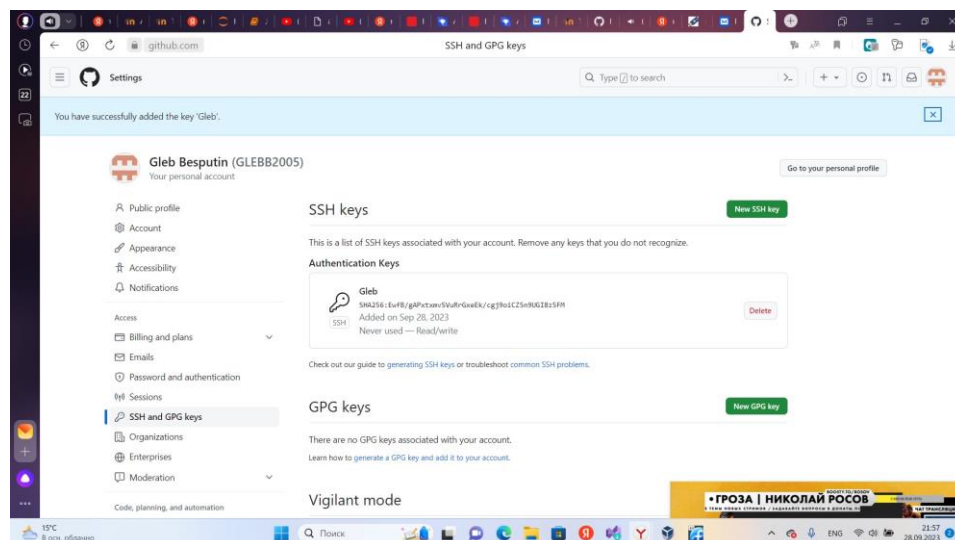 github.com
SSH and GPG keys
22
Settings
Type / to search
You have successfully added the key 'Gleb'.
Gleb Besputin (GLEBB2005)
Your personal account
Go to your personal profile
Public profile
Account
Appearance
Accessibility
Notifications
Access
Billing and plans
Emails
Password and authentication
Sessions
SSH and GPG keys
Organizations
Enterprises
Moderation
Code, planning, and automation
SSH keys
New SSH key
This is a list of SSH keys associated with your account. Remove any keys that you do not recognize.
Authentication Keys
Gleb
SSH
Added on Sep 28, 2023
Never used — Read/write
Delete
Check out our guide to generating SSH keys or troubleshoot common SSH problems.
GPG keys
New GPG key
There are no GPG keys associated with your account.
Learn how to generate a GPG key and add it to your account.
Vigilant mode
•ГРОЗА | НИКОЛАЙ РОСОВ
15°C
В осн. облачно
Поиск
ENG
21:57
28.09.2023